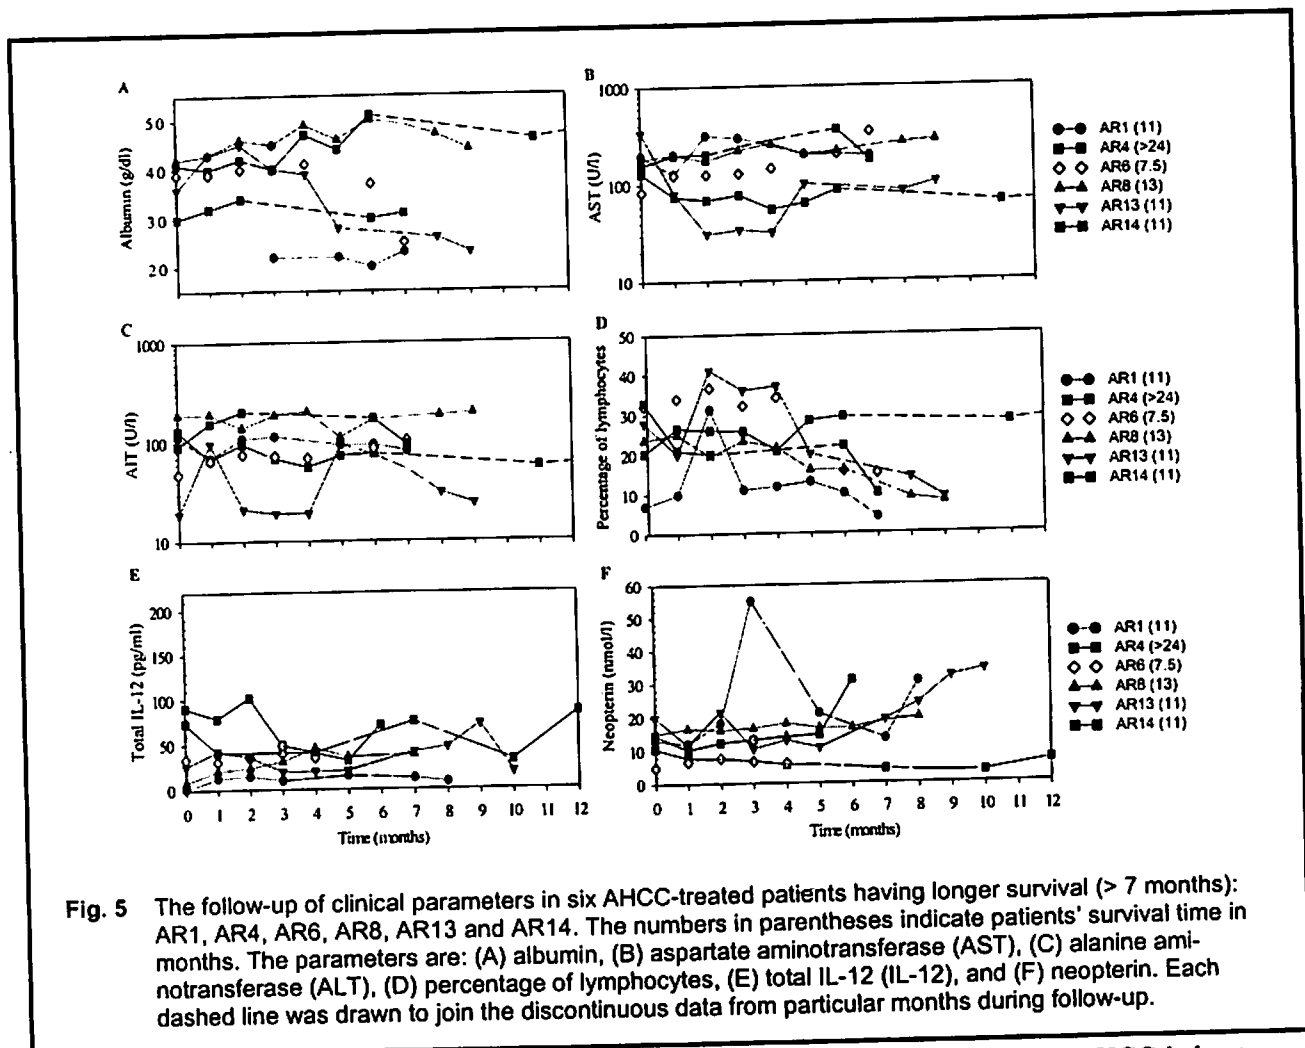 A
Albumin (g/dl)
50
40
30
20
B
AST (U/l)
1000
100
10
AR1 (11)
AR4 (>24)
AR6 (7.5)
AR8 (13)
AR13 (11)
AR14 (11)
C
AlT (U/l)
1000
100
10
D
Percentage of lymphocytes
50
40
30
20
10
0
AR1 (11)
AR4 (>24)
AR6 (7.5)
AR8 (13)
AR13 (11)
AR14 (11)
E
Total IL-12 (pg/ml)
200
150
100
50
0
0 1 2 3 4 5 6 7 8 9 10 11 12
Time (months)
F
Neopterin (nmol/l)
60
50
40
30
20
10
0
0 1 2 3 4 5 6 7 8 9 10 11 12
Time (months)
AR1 (11)
AR4 (>24)
AR6 (7.5)
AR8 (13)
AR13 (11)
AR14 (11)
Fig. 5 The follow-up of clinical parameters in six AHCC-treated patients having longer survival (> 7 months):
AR1, AR4, AR6, AR8, AR13 and AR14. The numbers in parentheses indicate patients' survival time in
months. The parameters are: (A) albumin, (B) aspartate aminotransferase (AST), (C) alanine ami-
notransferase (ALT), (D) percentage of lymphocytes, (E) total IL-12 (IL-12), and (F) neopterin. Each
dashed line was drawn to join the discontinuous data from particular months during follow-up.